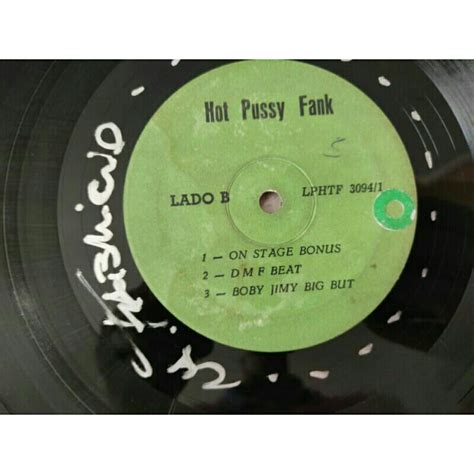 Hot Pussy Fank
5
LADO B
LPHTF 3094/1
1 — ON STAGE BONUS
2 — D M F BEAT
3 — BOBY JIMY BIG BUT